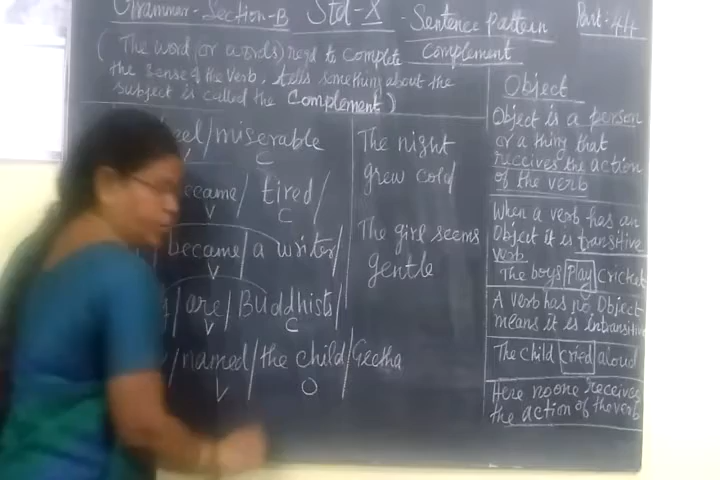 Grammar - Section-B Std - X - Sentence pattern Part: 44
(The word (or words) need to complete Complement
the sense of the verb, tells something about the
subject is called the Complement)
feel/miserable
V C
became/ tired/
V C
became/a writer/
V
/are/Buddhists/
V C
/named/the child/Geetha
V O
The night
grew cold
The girl seems
gentle
Object
Object is a person
or a thing that
receives the action
of the verb
When a verb has an
Object it is transitive
verb
The boys play cricket
A verb has no Object
means it is intransitive
The child cried aloud
Here noone receives
the action of the verb